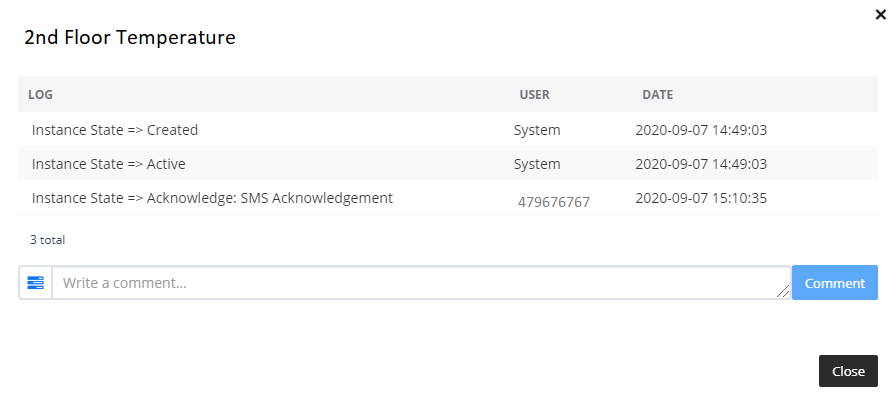 ×
2nd Floor Temperature
LOG USER DATE
Instance State => Created System 2020-09-07 14:49:03
Instance State => Active System 2020-09-07 14:49:03
Instance State => Acknowledge: SMS Acknowledgement 479676767 2020-09-07 15:10:35
3 total
Write a comment... Comment
Close